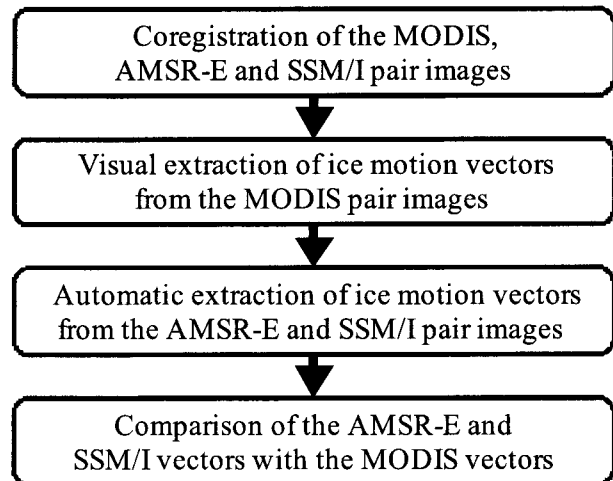 Coregistration of the MODIS,
AMSR-E and SSM/I pair images
Visual extraction of ice motion vectors
from the MODIS pair images
Automatic extraction of ice motion vectors
from the AMSR-E and SSM/I pair images
Comparison of the AMSR-E and
SSM/I vectors with the MODIS vectors